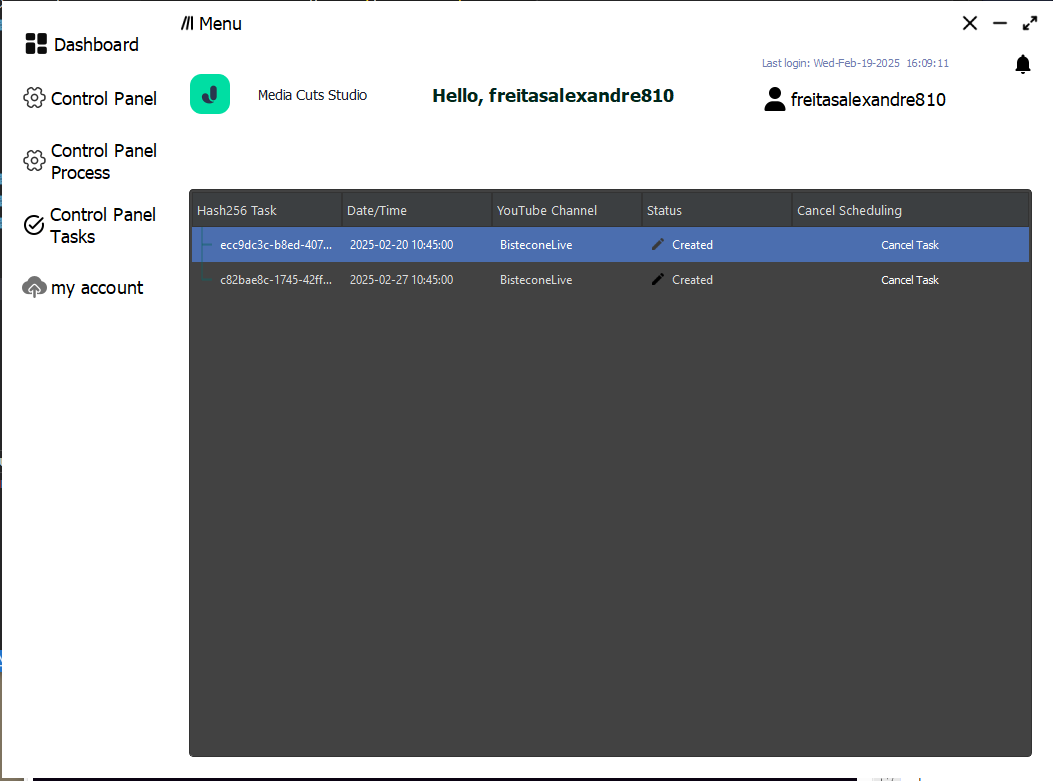 Menu
Dashboard
Last login: Wed-Feb-19-2025 16:09:11
Control Panel
Media Cuts Studio
Hello, freitasalexandre810
freitasalexandre810
Control Panel
Process
Control Panel
Tasks
my account
Hash256 Task Date/Time YouTube Channel Status Cancel Scheduling
ecc9dc3c-b8ed-407... 2025-02-20 10:45:00 BisteconeLive Created Cancel Task
c82bae8c-1745-42ff... 2025-02-27 10:45:00 BisteconeLive Created Cancel Task